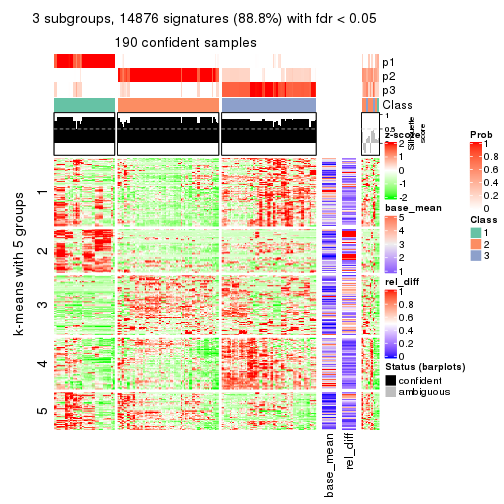 3 subgroups, 14876 signatures (88.8%) with fdr < 0.05
190 confident samples
p1
p2
p3
Class
1
0.5
0
Silhouette
score
k-means with 5 groups
1
2
3
4
5
base_mean
rel_diff
z-score
2
1
0
-1
-2
base_mean
5
4
3
2
1
rel_diff
1
0.8
0.6
0.4
0.2
0
Status (barplots)
confident
ambiguous
Prob
1
0.8
0.6
0.4
0.2
0
Class
1
2
3